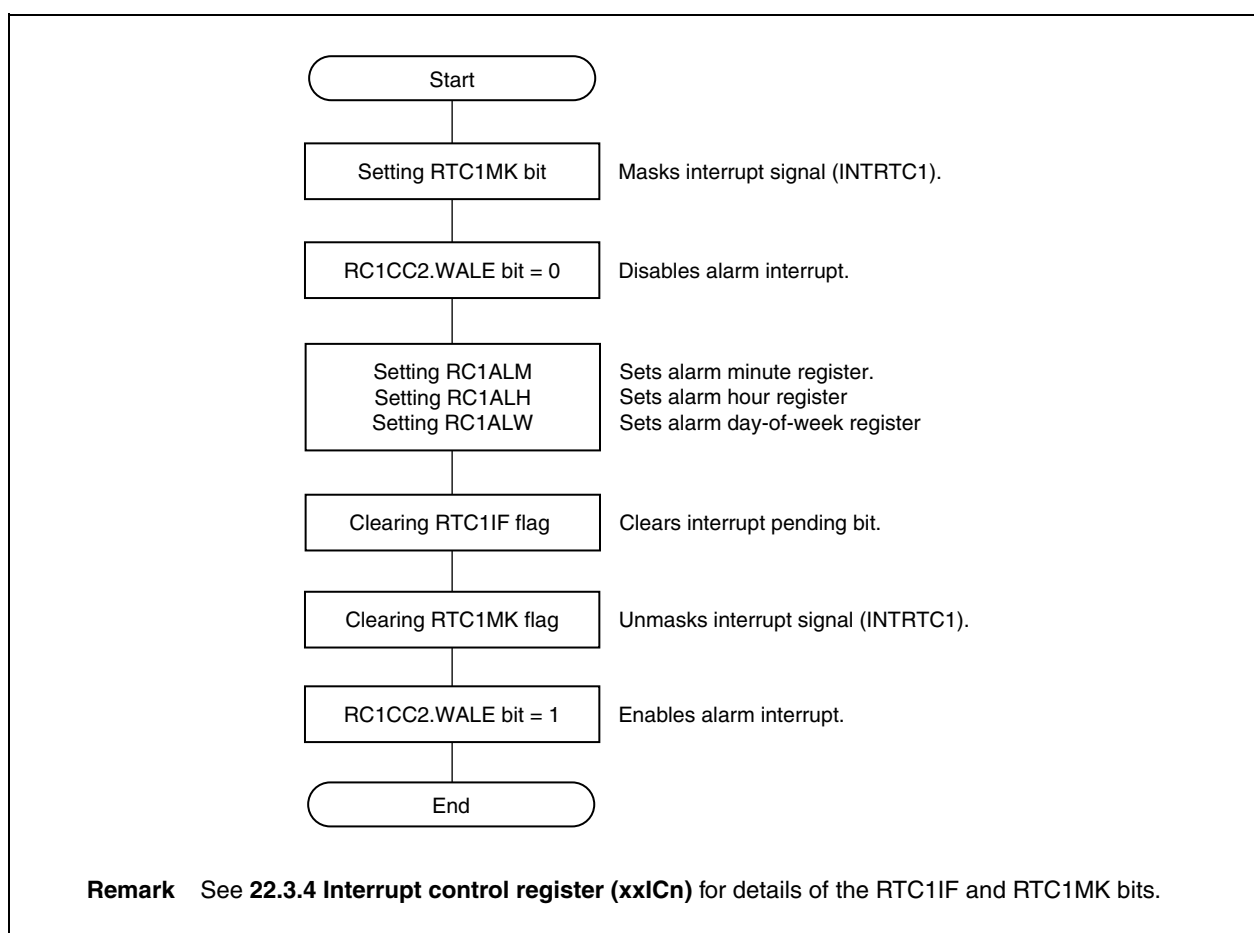 Start
Setting RTC1MK bit
Masks interrupt signal (INTRTC1).
RC1CC2.WALE bit = 0
Disables alarm interrupt.
Setting RC1ALM
Sets alarm minute register.
Setting RC1ALH
Sets alarm hour register
Setting RC1ALW
Sets alarm day-of-week register
Clearing RTC1IF flag
Clears interrupt pending bit.
Clearing RTC1MK flag
Unmasks interrupt signal (INTRTC1).
RC1CC2.WALE bit = 1
Enables alarm interrupt.
End
Remark See 22.3.4 Interrupt control register (xxICn) for details of the RTC1IF and RTC1MK bits.